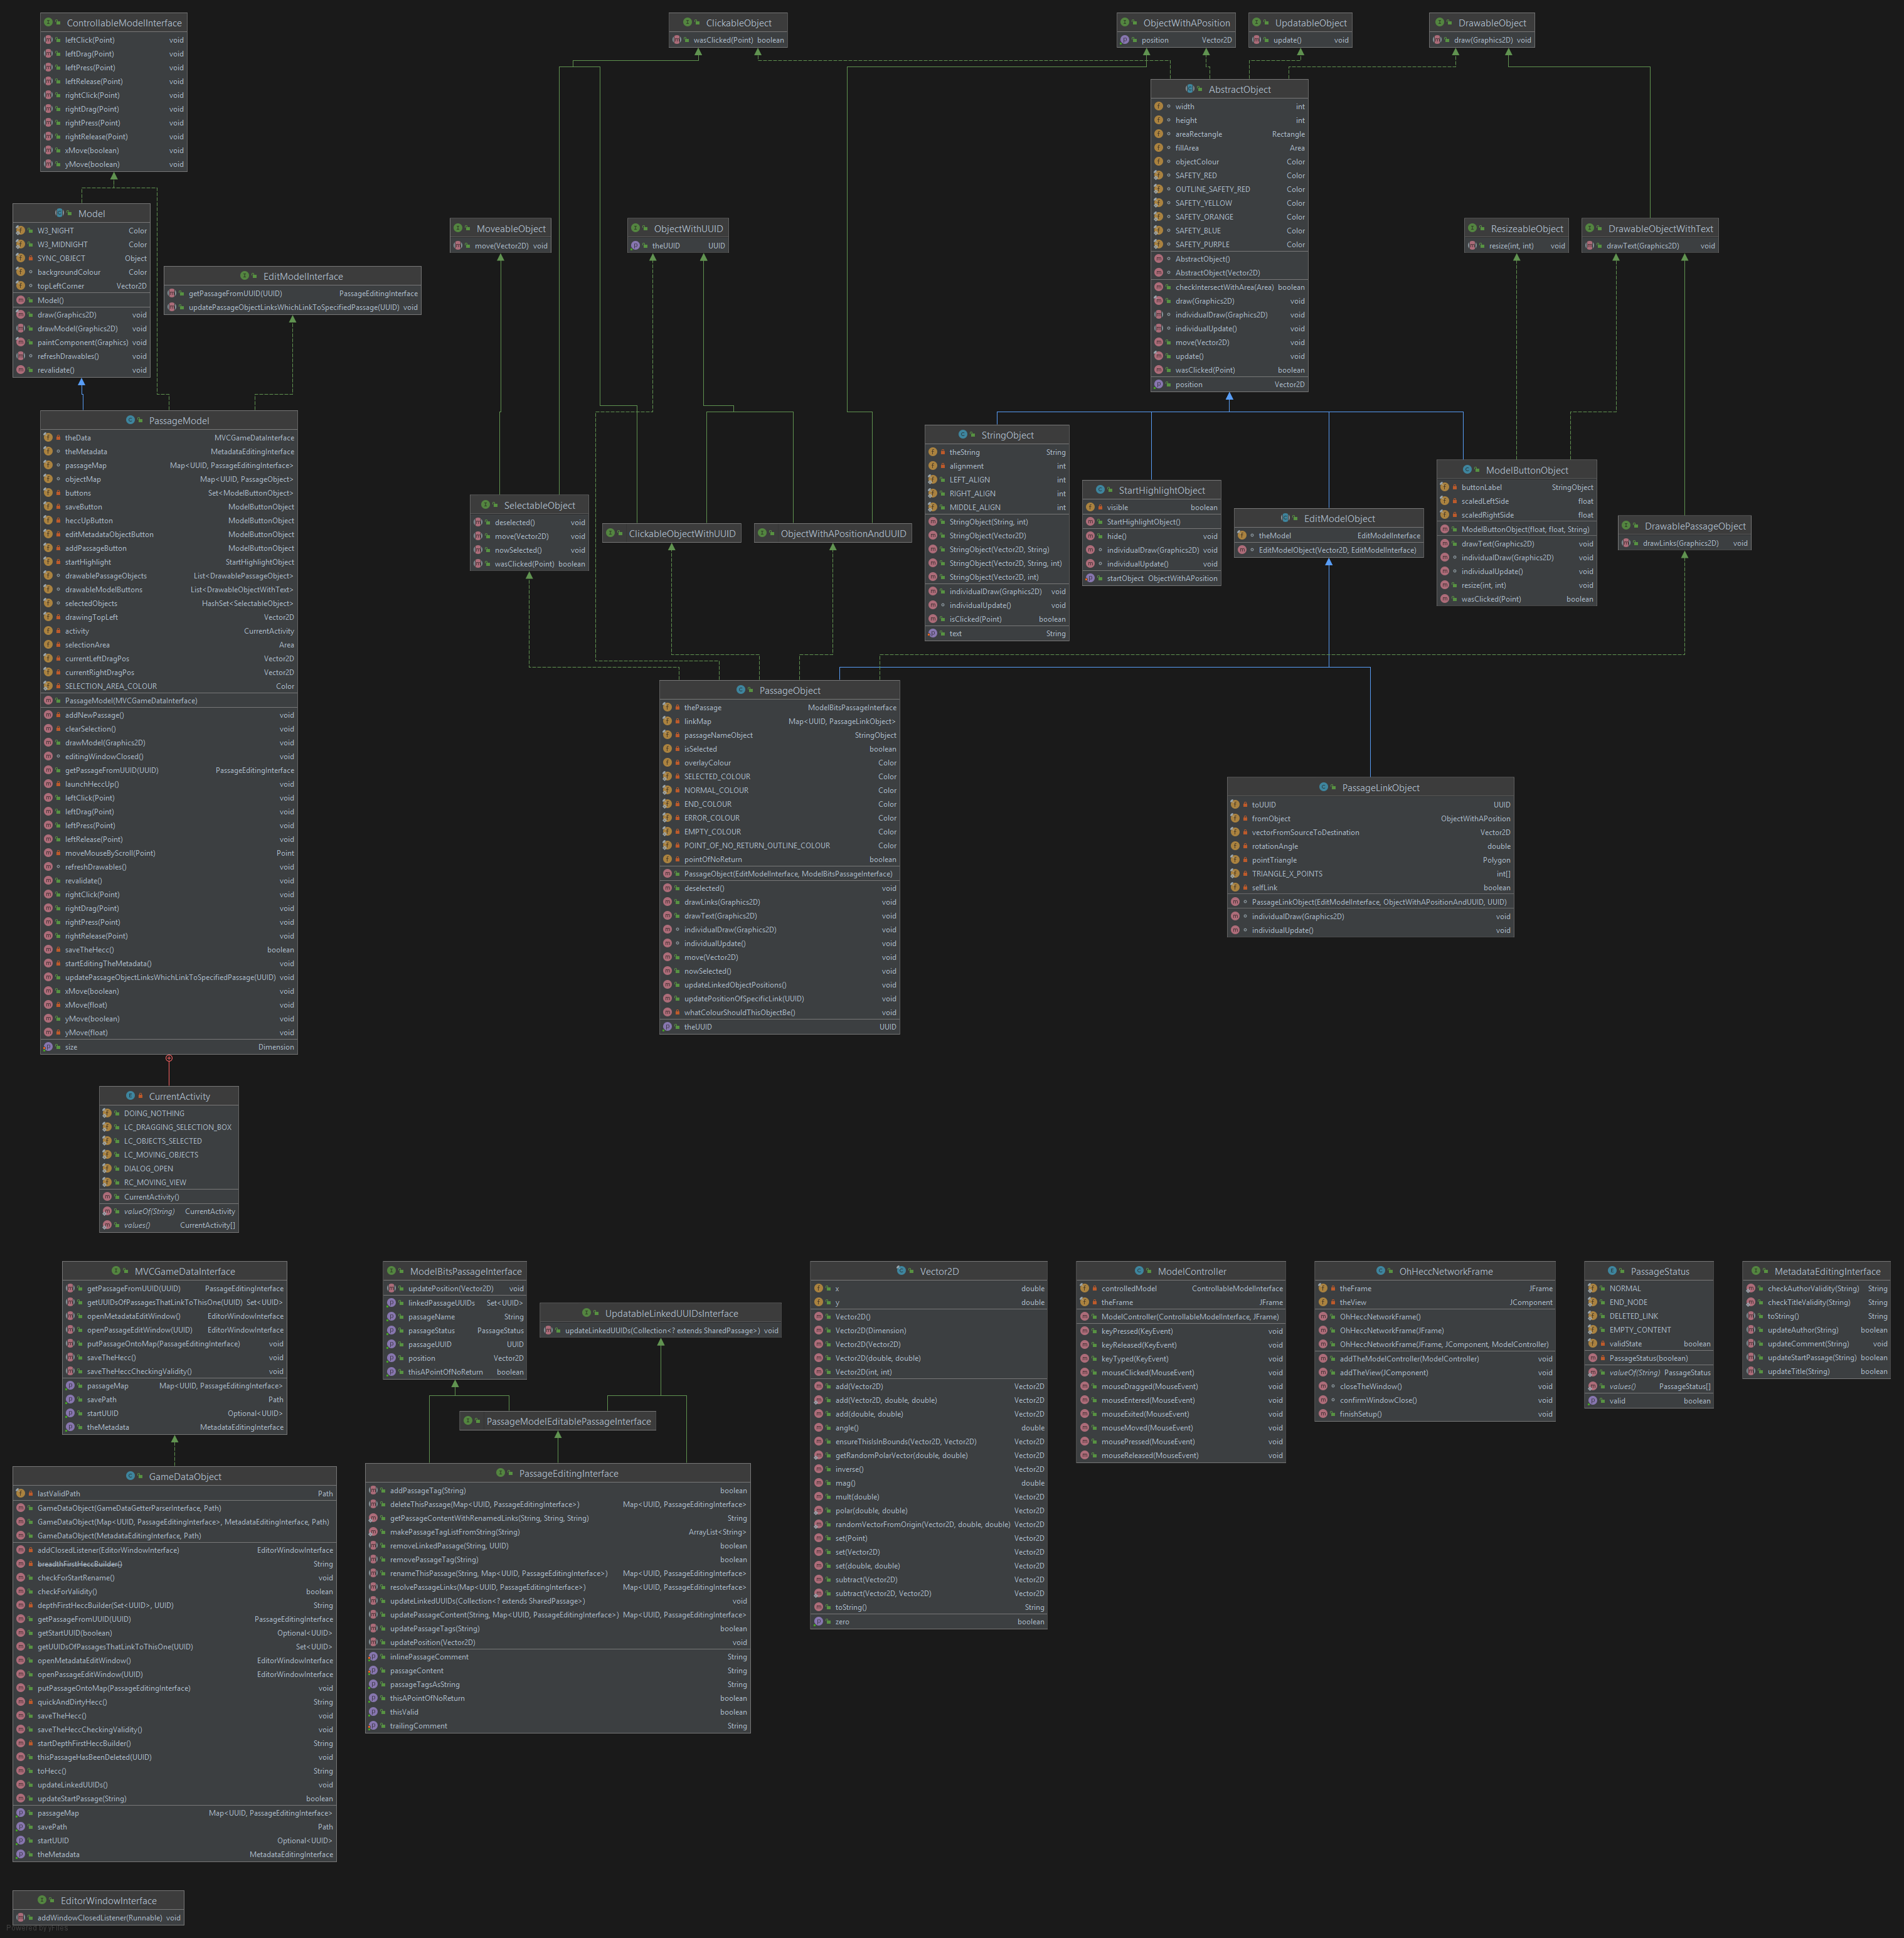 ControllableModelInterface
leftClick(Point) void
leftDrag(Point) void
leftPress(Point) void
leftRelease(Point) void
rightClick(Point) void
rightDrag(Point) void
rightPress(Point) void
rightRelease(Point) void
xMove(boolean) void
yMove(boolean) void
ClickableObject
wasClicked(Point) boolean
ObjectWithAPosition
position Vector2D
UpdatableObject
update() void
DrawableObject
draw(Graphics2D) void
AbstractObject
width int
height int
areaRectangle Rectangle
fillArea Area
objectColour Color
SAFETY_RED Color
OUTLINE_SAFETY_RED Color
SAFETY_YELLOW Color
SAFETY_ORANGE Color
SAFETY_BLUE Color
SAFETY_PURPLE Color
AbstractObject()
AbstractObject(Vector2D)
checkIntersectWithArea(Area) boolean
draw(Graphics2D) void
individualDraw(Graphics2D) void
individualUpdate() void
move(Vector2D) void
update() void
wasClicked(Point) boolean
position Vector2D
Model
W3_NIGHT Color
W3_MIDNIGHT Color
SYNC_OBJECT Object
backgroundColour Color
topLeftCorner Vector2D
Model()
draw(Graphics2D) void
drawModel(Graphics2D) void
paintComponent(Graphics) void
refreshDrawables() void
revalidate() void
EditModelInterface
getPassageFromUUID(UUID) PassageEditingInterface
updatePassageObjectLinksWhichLinkToSpecifiedPassage(UUID) void
MoveableObject
move(Vector2D) void
ObjectWithUUID
theUUID UUID
ResizeableObject
resize(int, int) void
DrawableObjectWithText
drawText(Graphics2D) void
PassageModel
theData MVCGameDataInterface
theMetadata MetadataEditingInterface
passageMap Map<UUID, PassageEditingInterface>
objectMap Map<UUID, PassageObject>
buttons Set<ModelButtonObject>
saveButton ModelButtonObject
heccUpButton ModelButtonObject
editMetadataObjectButton ModelButtonObject
addPassageButton ModelButtonObject
startHighlight StartHighlightObject
drawablePassageObjects List<DrawablePassageObject>
drawableModelButtons List<DrawableObjectWithText>
selectedObjects HashSet<SelectableObject>
drawingTopLeft Vector2D
activity CurrentActivity
selectionArea Area
currentLeftDragPos Vector2D
currentRightDragPos Vector2D
SELECTION_AREA_COLOUR Color
PassageModel(MVCGameDataInterface)
addNewPassage() void
clearSelection() void
drawModel(Graphics2D) void
editingWindowClosed() void
getPassageFromUUID(UUID) PassageEditingInterface
launchHeccUp() void
leftClick(Point) void
leftDrag(Point) void
leftPress(Point) void
leftRelease(Point) void
moveMouseByScroll(Point) Point
refreshDrawables() void
revalidate() void
rightClick(Point) void
rightDrag(Point) void
rightPress(Point) void
rightRelease(Point) void
saveTheHecc() boolean
startEditingTheMetadata() void
updatePassageObjectLinksWhichLinkToSpecifiedPassage(UUID) void
xMove(boolean) void
xMove(float) void
yMove(boolean) void
yMove(float) void
size Dimension
StringObject
theString String
alignment int
LEFT_ALIGN int
RIGHT_ALIGN int
MIDDLE_ALIGN int
StringObject(String, int)
StringObject(Vector2D)
StringObject(Vector2D, String)
StringObject(Vector2D, String, int)
StringObject(Vector2D, int)
individualDraw(Graphics2D) void
individualUpdate() void
isClicked(Point) boolean
text String
StartHighlightObject
visible boolean
StartHighlightObject()
hide() void
individualDraw(Graphics2D) void
individualUpdate() void
startObject ObjectWithAPosition
EditModelObject
theModel EditModelInterface
EditModelObject(Vector2D, EditModelInterface)
ModelButtonObject
buttonLabel StringObject
scaledLeftSide float
scaledRightSide float
ModelButtonObject(float, float, String)
drawText(Graphics2D) void
individualDraw(Graphics2D) void
individualUpdate() void
resize(int, int) void
wasClicked(Point) boolean
DrawablePassageObject
drawLinks(Graphics2D) void
SelectableObject
deselected() void
move(Vector2D) void
nowSelected() void
wasClicked(Point) boolean
ClickableObjectWithUUID
ObjectWithAPositionAndUUID
PassageObject
thePassage ModelBitsPassageInterface
linkMap Map<UUID, PassageLinkObject>
passageNameObject StringObject
isSelected boolean
overlayColour Color
SELECTED_COLOUR Color
NORMAL_COLOUR Color
END_COLOUR Color
ERROR_COLOUR Color
EMPTY_COLOUR Color
POINT_OF_NO_RETURN_OUTLINE_COLOUR Color
pointOfNoReturn boolean
PassageObject(EditModelInterface, ModelBitsPassageInterface)
deselected() void
drawLinks(Graphics2D) void
drawText(Graphics2D) void
individualDraw(Graphics2D) void
individualUpdate() void
move(Vector2D) void
nowSelected() void
updateLinkedObjectPositions() void
updatePositionOfSpecificLink(UUID) void
whatColourShouldThisObjectBe() void
theUUID UUID
PassageLinkObject
toUUID UUID
fromObject ObjectWithAPosition
vectorFromSourceToDestination Vector2D
rotationAngle double
pointTriangle Polygon
TRIANGLE_X_POINTS int[]
selfLink boolean
PassageLinkObject(EditModelInterface, ObjectWithAPositionAndUUID, UUID)
individualDraw(Graphics2D) void
individualUpdate() void
CurrentActivity
DOING_NOTHING
LC_DRAGGING_SELECTION_BOX
LC_OBJECTS_SELECTED
LC_MOVING_OBJECTS
DIALOG_OPEN
RC_MOVING_VIEW
CurrentActivity()
valueOf(String) CurrentActivity
values() CurrentActivity[]
MVCGameDataInterface
getPassageFromUUID(UUID) PassageEditingInterface
getUUIDsOfPassagesThatLinkToThisOne(UUID) Set<UUID>
openMetadataEditWindow() EditorWindowInterface
openPassageEditWindow(UUID) EditorWindowInterface
putPassageOntoMap(PassageEditingInterface) void
saveTheHecc() void
saveTheHeccCheckingValidity() void
passageMap Map<UUID, PassageEditingInterface>
savePath Path
startUUID Optional<UUID>
theMetadata MetadataEditingInterface
ModelBitsPassageInterface
updatePosition(Vector2D) void
linkedPassageUUIDs Set<UUID>
passageName String
passageStatus PassageStatus
passageUUID UUID
position Vector2D
thisAPointOfNoReturn boolean
UpdatableLinkedUUIDsInterface
updateLinkedUUIDs(Collection<? extends SharedPassage>) void
PassageModelEditablePassageInterface
Vector2D
x double
y double
Vector2D()
Vector2D(Dimension)
Vector2D(Vector2D)
Vector2D(double, double)
Vector2D(int, int)
add(Vector2D) Vector2D
add(Vector2D, double, double) Vector2D
add(double, double) Vector2D
angle() double
ensureThisIsInBounds(Vector2D, Vector2D) Vector2D
getRandomPolarVector(double, double) Vector2D
inverse() Vector2D
mag() double
mult(double) Vector2D
polar(double, double) Vector2D
randomVectorFromOrigin(Vector2D, double, double) Vector2D
set(Point) Vector2D
set(Vector2D) Vector2D
set(double, double) Vector2D
subtract(Vector2D) Vector2D
subtract(Vector2D, Vector2D) Vector2D
toString() String
zero boolean
ModelController
controlledModel ControllableModelInterface
theFrame JFrame
ModelController(ControllableModelInterface, JFrame)
keyPressed(KeyEvent) void
keyReleased(KeyEvent) void
keyTyped(KeyEvent) void
mouseClicked(MouseEvent) void
mouseDragged(MouseEvent) void
mouseEntered(MouseEvent) void
mouseExited(MouseEvent) void
mouseMoved(MouseEvent) void
mousePressed(MouseEvent) void
mouseReleased(MouseEvent) void
OhHeccNetworkFrame
theFrame JFrame
theView JComponent
OhHeccNetworkFrame()
OhHeccNetworkFrame(JFrame)
OhHeccNetworkFrame(JFrame, JComponent, ModelController)
addTheModelController(ModelController) void
addTheView(JComponent) void
closeTheWindow() void
confirmWindowClose() void
finishSetup() void
PassageStatus
NORMAL
END_NODE
DELETED_LINK
EMPTY_CONTENT
validState boolean
PassageStatus(boolean)
valueOf(String) PassageStatus
values() PassageStatus[]
valid boolean
MetadataEditingInterface
checkAuthorValidity(String) String
checkTitleValidity(String) String
toString() String
updateAuthor(String) boolean
updateComment(String) void
updateStartPassage(String) boolean
updateTitle(String) boolean
GameDataObject
lastValidPath Path
GameDataObject(GameDataGetterParserInterface, Path)
GameDataObject(Map<UUID, PassageEditingInterface>, MetadataEditingInterface, Path)
GameDataObject(MetadataEditingInterface, Path)
addClosedListener(EditorWindowInterface) EditorWindowInterface
breadthFirstHeccBuilder() String
checkForStartRename() void
checkForValidity() boolean
depthFirstHeccBuilder(Set<UUID>, UUID) String
getPassageFromUUID(UUID) PassageEditingInterface
getStartUUID(boolean) Optional<UUID>
getUUIDsOfPassagesThatLinkToThisOne(UUID) Set<UUID>
openMetadataEditWindow() EditorWindowInterface
openPassageEditWindow(UUID) EditorWindowInterface
putPassageOntoMap(PassageEditingInterface) void
quickAndDirtyHecc() String
saveTheHecc() void
saveTheHeccCheckingValidity() void
startDepthFirstHeccBuilder() String
thisPassageHasBeenDeleted(UUID) void
toHecc() String
updateLinkedUUIDs() void
updateStartPassage(String) boolean
passageMap Map<UUID, PassageEditingInterface>
savePath Path
startUUID Optional<UUID>
theMetadata MetadataEditingInterface
PassageEditingInterface
addPassageTag(String) boolean
deleteThisPassage(Map<UUID, PassageEditingInterface>) Map<UUID, PassageEditingInterface>
getPassageContentWithRenamedLinks(String, String, String) String
makePassageTagListFromString(String) ArrayList<String>
removeLinkedPassage(String, UUID) boolean
removePassageTag(String) boolean
renameThisPassage(String, Map<UUID, PassageEditingInterface>) Map<UUID, PassageEditingInterface>
resolvePassageLinks(Map<UUID, PassageEditingInterface>) Map<UUID, PassageEditingInterface>
updateLinkedUUIDs(Collection<? extends SharedPassage>) void
updatePassageContent(String, Map<UUID, PassageEditingInterface>) Map<UUID, PassageEditingInterface>
updatePassageTags(String) boolean
updatePosition(Vector2D) void
inlinePassageComment String
passageContent String
passageTagsAsString String
thisAPointOfNoReturn boolean
thisValid boolean
trailingComment String
EditorWindowInterface
addWindowClosedListener(Runnable) void
Powered by yFiles